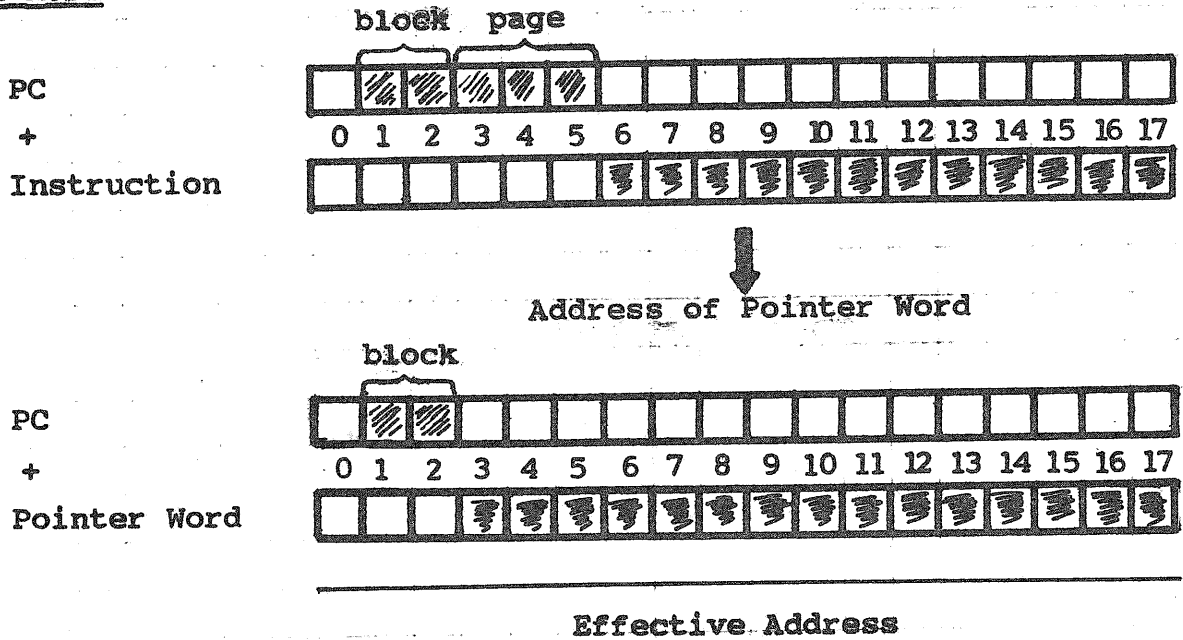 block page
PC
+ 0 1 2 3 4 5 6 7 8 9 10 11 12 13 14 15 16 17
Instruction
Address of Pointer Word
block
PC
+ 0 1 2 3 4 5 6 7 8 9 10 11 12 13 14 15 16 17
Pointer Word
Effective Address